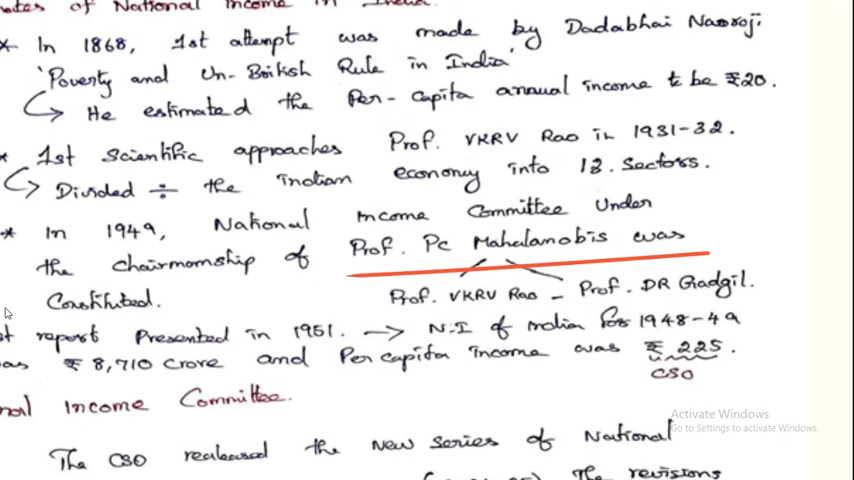 tes of National Income in India
* In 1868, 1st attempt was made by Dadabhai Naoroji
'Poverty and Un-British Rule in India'
He estimated the Per-capita annual income to be ₹20.
* 1st Scientific approaches Prof. VKRV Rao in 1931-32.
Divided ÷ the Indian economy into 13. Sectors.
* In 1949, National Income Committee Under
the chairmomship of Prof. Pc Mahalanobis was
Constituted. Prof. VKRV Rao - Prof. DR Gadgil.
st report Presented in 1951. → N.I of India for 1948-49
was ₹ 8,710 Crore and Per capita income was ₹ 225.
CSO
nal Income Committee.
The CSO realeased the New Series of National
The revisions
Activate Windows
Go to Settings to activate Windows.